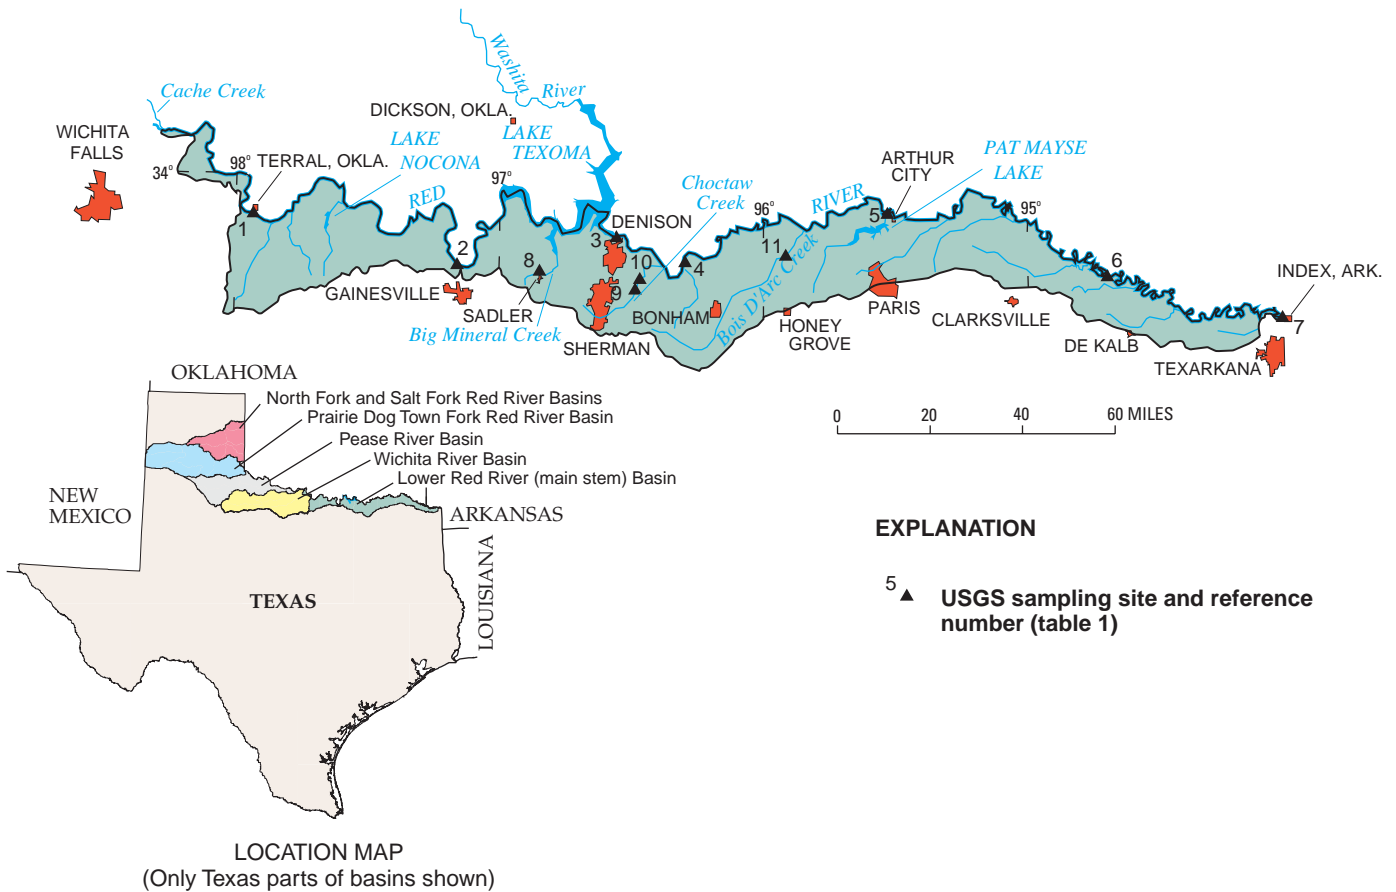 Washita
River
Cache Creek
DICKSON, OKLA.
WICHITA
FALLS
LAKE
NOCONA
LAKE
TEXOMA
34°
98°
TERRAL, OKLA.
97°
RED
Choctaw
Creek
96°
RIVER
ARTHUR
CITY
PAT MAYSE
LAKE
95°
DENISON
1
2
3
4
5
6
7
8
9
10
11
INDEX, ARK.
GAINESVILLE
SADLER
Big Mineral Creek
SHERMAN
BONHAM
Bois D'Arc Creek
HONEY
GROVE
PARIS
CLARKSVILLE
DE KALB
TEXARKANA
0 20 40 60 MILES
OKLAHOMA
North Fork and Salt Fork Red River Basins
Prairie Dog Town Fork Red River Basin
Pease River Basin
Wichita River Basin
Lower Red River (main stem) Basin
NEW
MEXICO
ARKANSAS
LOUISIANA
TEXAS
EXPLANATION
5
USGS sampling site and reference
number (table 1)
LOCATION MAP
(Only Texas parts of basins shown)